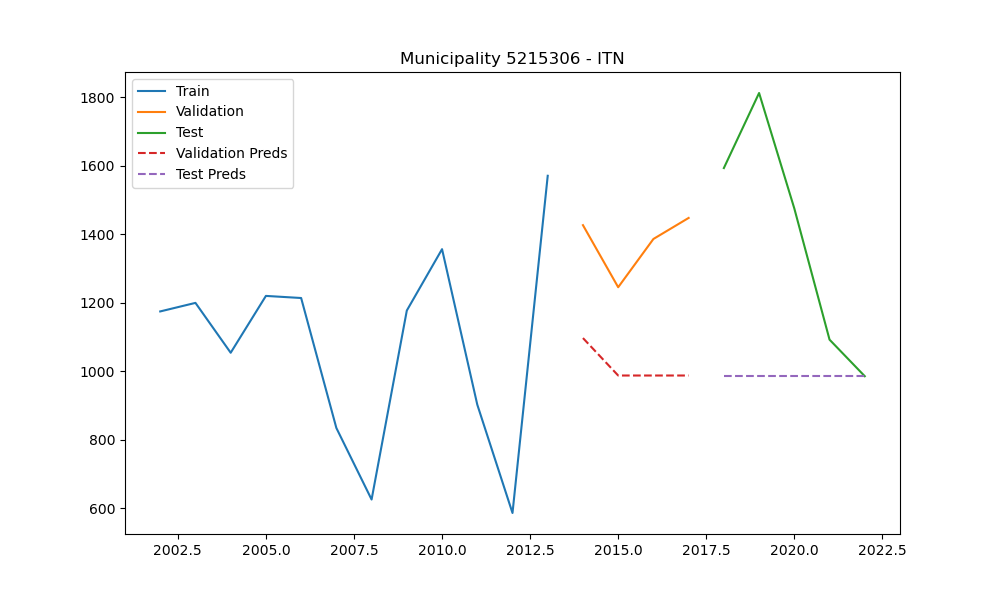 Municipality 5215306 - ITN
Train
Validation
Test
Validation Preds
Test Preds
1800
1600
1400
1200
1000
800
600
2002.5 2005.0 2007.5 2010.0 2012.5 2015.0 2017.5 2020.0 2022.5